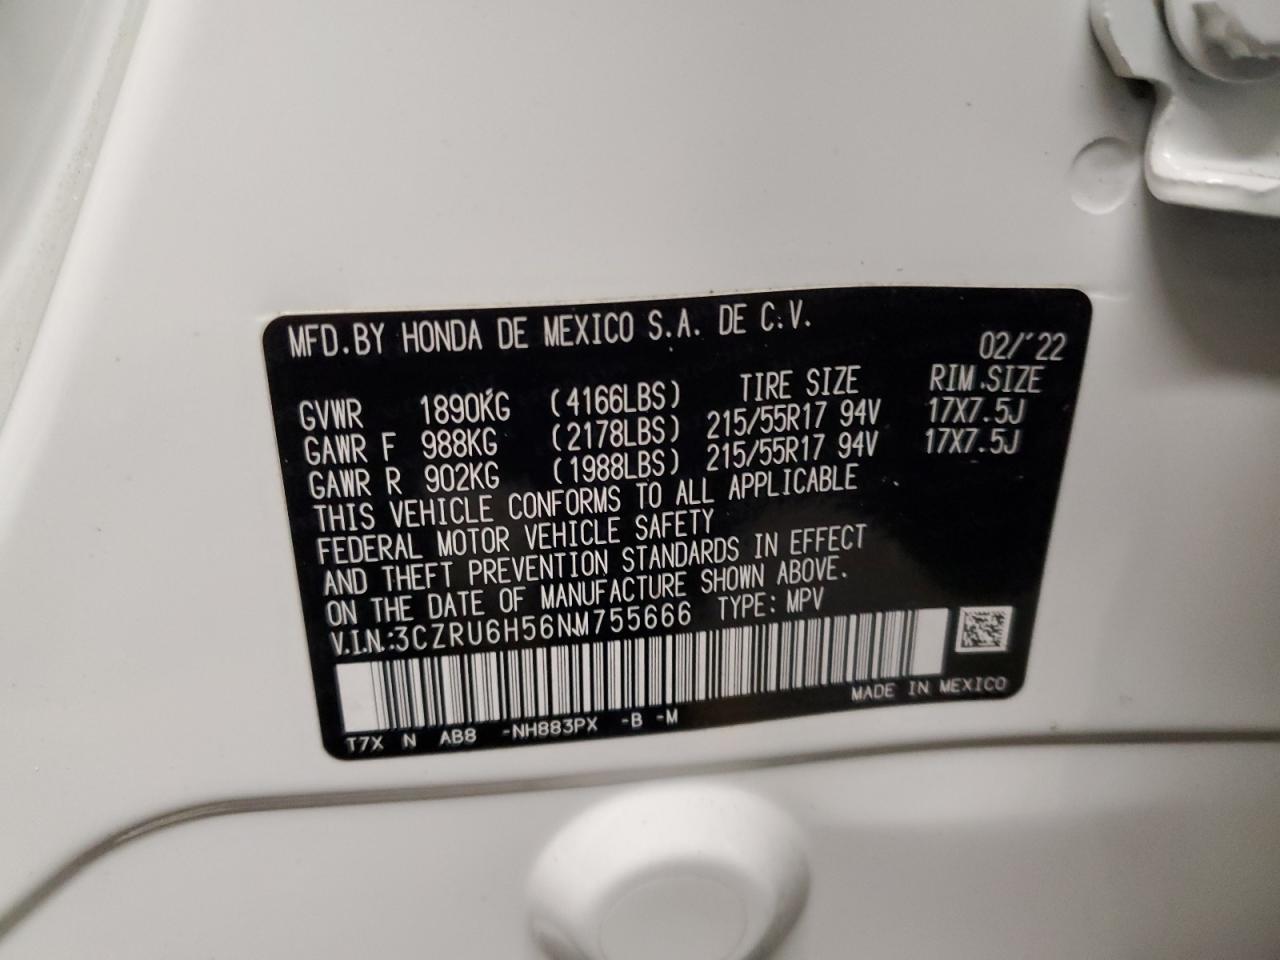 MFD.BY HONDA DE MEXICO S.A. DE C.V.
02/'22
GVWR 1890KG (4166LBS) TIRE SIZE RIM.SIZE
GAWR F 988KG (2178LBS) 215/55R17 94V 17X7.5J
GAWR R 902KG (1988LBS) 215/55R17 94V 17X7.5J
THIS VEHICLE CONFORMS TO ALL APPLICABLE
FEDERAL MOTOR VEHICLE SAFETY
AND THEFT PREVENTION STANDARDS IN EFFECT
ON THE DATE OF MANUFACTURE SHOWN ABOVE.
V.I.N.:3CZRU6H56NM755666 TYPE: MPV
MADE IN MEXICO
T7X N AB8 -NH883PX -B -M